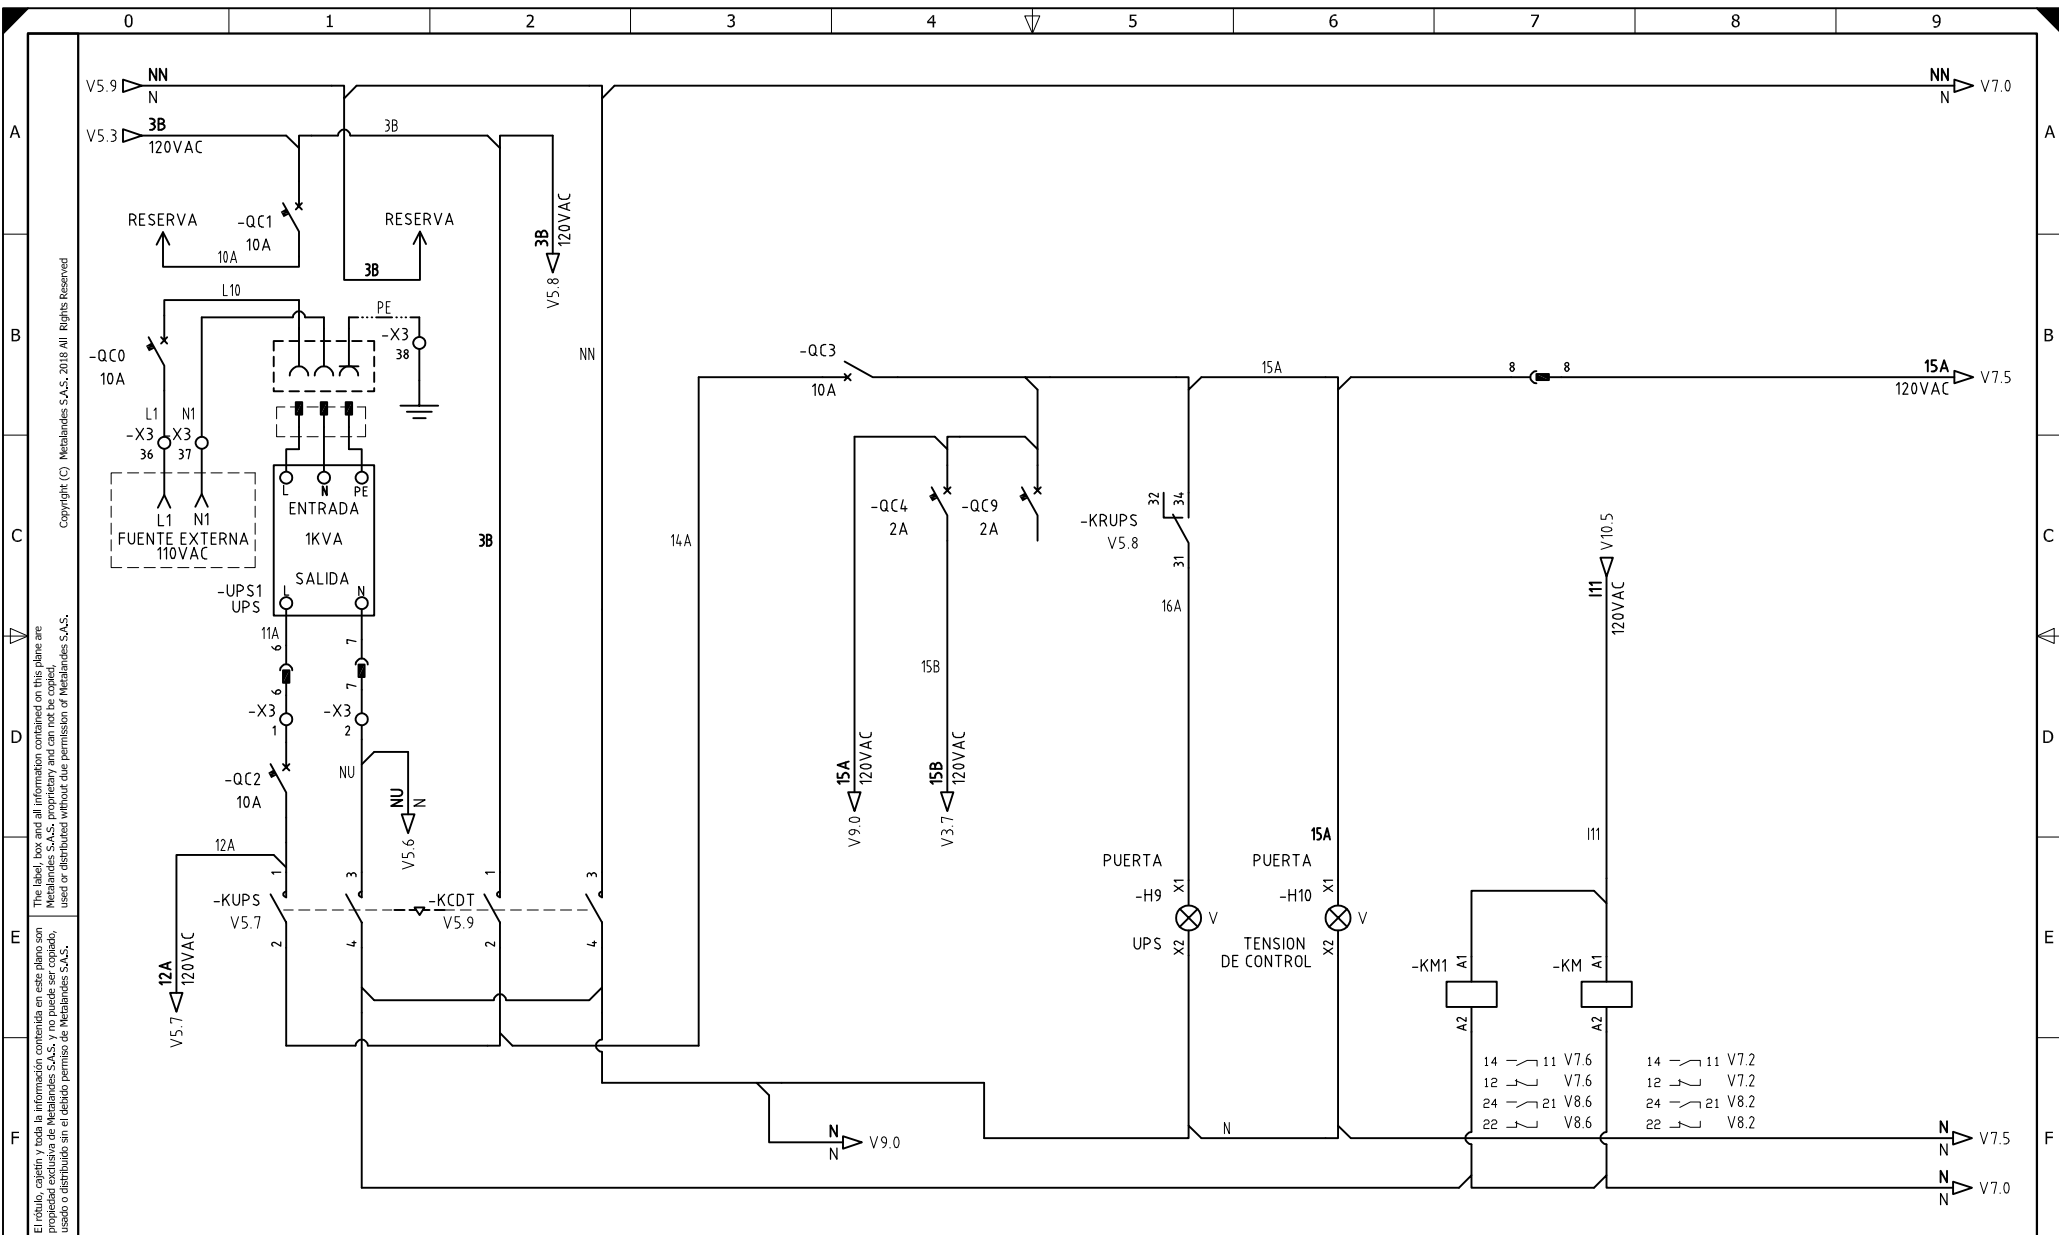 0 1 2 3 4 5 6 7 8 9
A A
B B
C C
D D
E E
F F
V5.9
NN
N
NN
N
V7.0
V5.3
3B
120VAC
3B
RESERVA
-QC1
10A
RESERVA
10A
3B
3B
120VAC
V5.8
L10
PE
-X3
38
-QC0
10A
NN
-QC3
10A
15A
8 8
15A
120VAC
V7.5
L1 N1
-X3 -X3
36 37
L N PE
ENTRADA
1KVA
SALIDA
L N
L1 N1
FUENTE EXTERNA
110VAC
-UPS1
UPS
3B
14A
-QC4
2A
-QC9
2A
32 34
-KRUPS
V5.8
31
16A
V10.5
I11
120VAC
11A
6 7
6 7
-X3 -X3
1 2
15B
-QC2
10A
NU
NU
N
V5.6
15A
120VAC
V9.0
15B
120VAC
V3.7
12A
15A
I11
PUERTA
PUERTA
1 3
1 3
-KUPS
V5.7
-KCDT
V5.9
2 4
2 4
-H9
X1
V
UPS
X2
-H10
X1
V
TENSION
DE CONTROL
X2
12A
120VAC
V5.7
-KM1
A1
A2
-KM
A1
A2
14 11 V7.6
12 V7.6
24 21 V8.6
22 V8.6
14 11 V7.2
12 V7.2
24 21 V8.2
22 V8.2
N
N
V9.0
N
N
N
V7.5
N
N
V7.0
Copyright (C) Metalandes S.A.S. 2018 All Rights Reserved
The label, box and all information contained on this plane are
Metalandes S.A.S. proprietary and can not be copied,
used or distributed without due permission of Metalandes S.A.S.
El rótulo, cajetín y toda la información contenida en este plano son
propiedad exclusiva de Metalandes S.A.S. y no puede ser copiado,
usado o distribuido sin el debido permiso de Metalandes S.A.S.